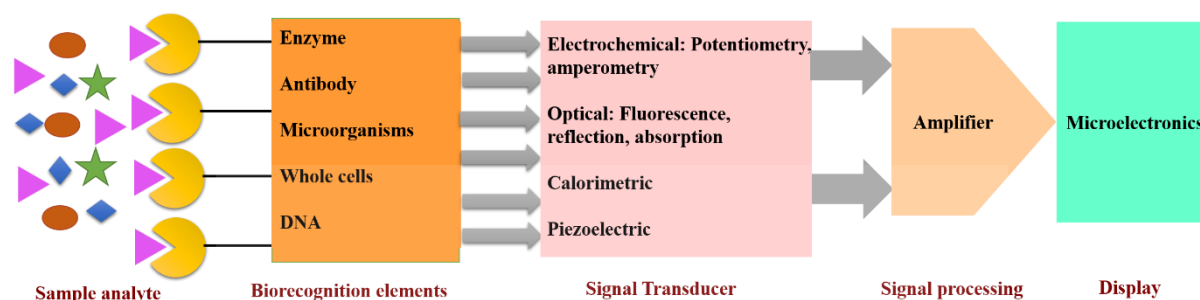 Enzyme
Antibody
Microorganisms
Whole cells
DNA
Electrochemical: Potentiometry,
amperometry
Optical: Fluorescence,
reflection, absorption
Calorimetric
Piezoelectric
Amplifier
Microelectronics
Sample analyte
Biorecognition elements
Signal Transducer
Signal processing
Display